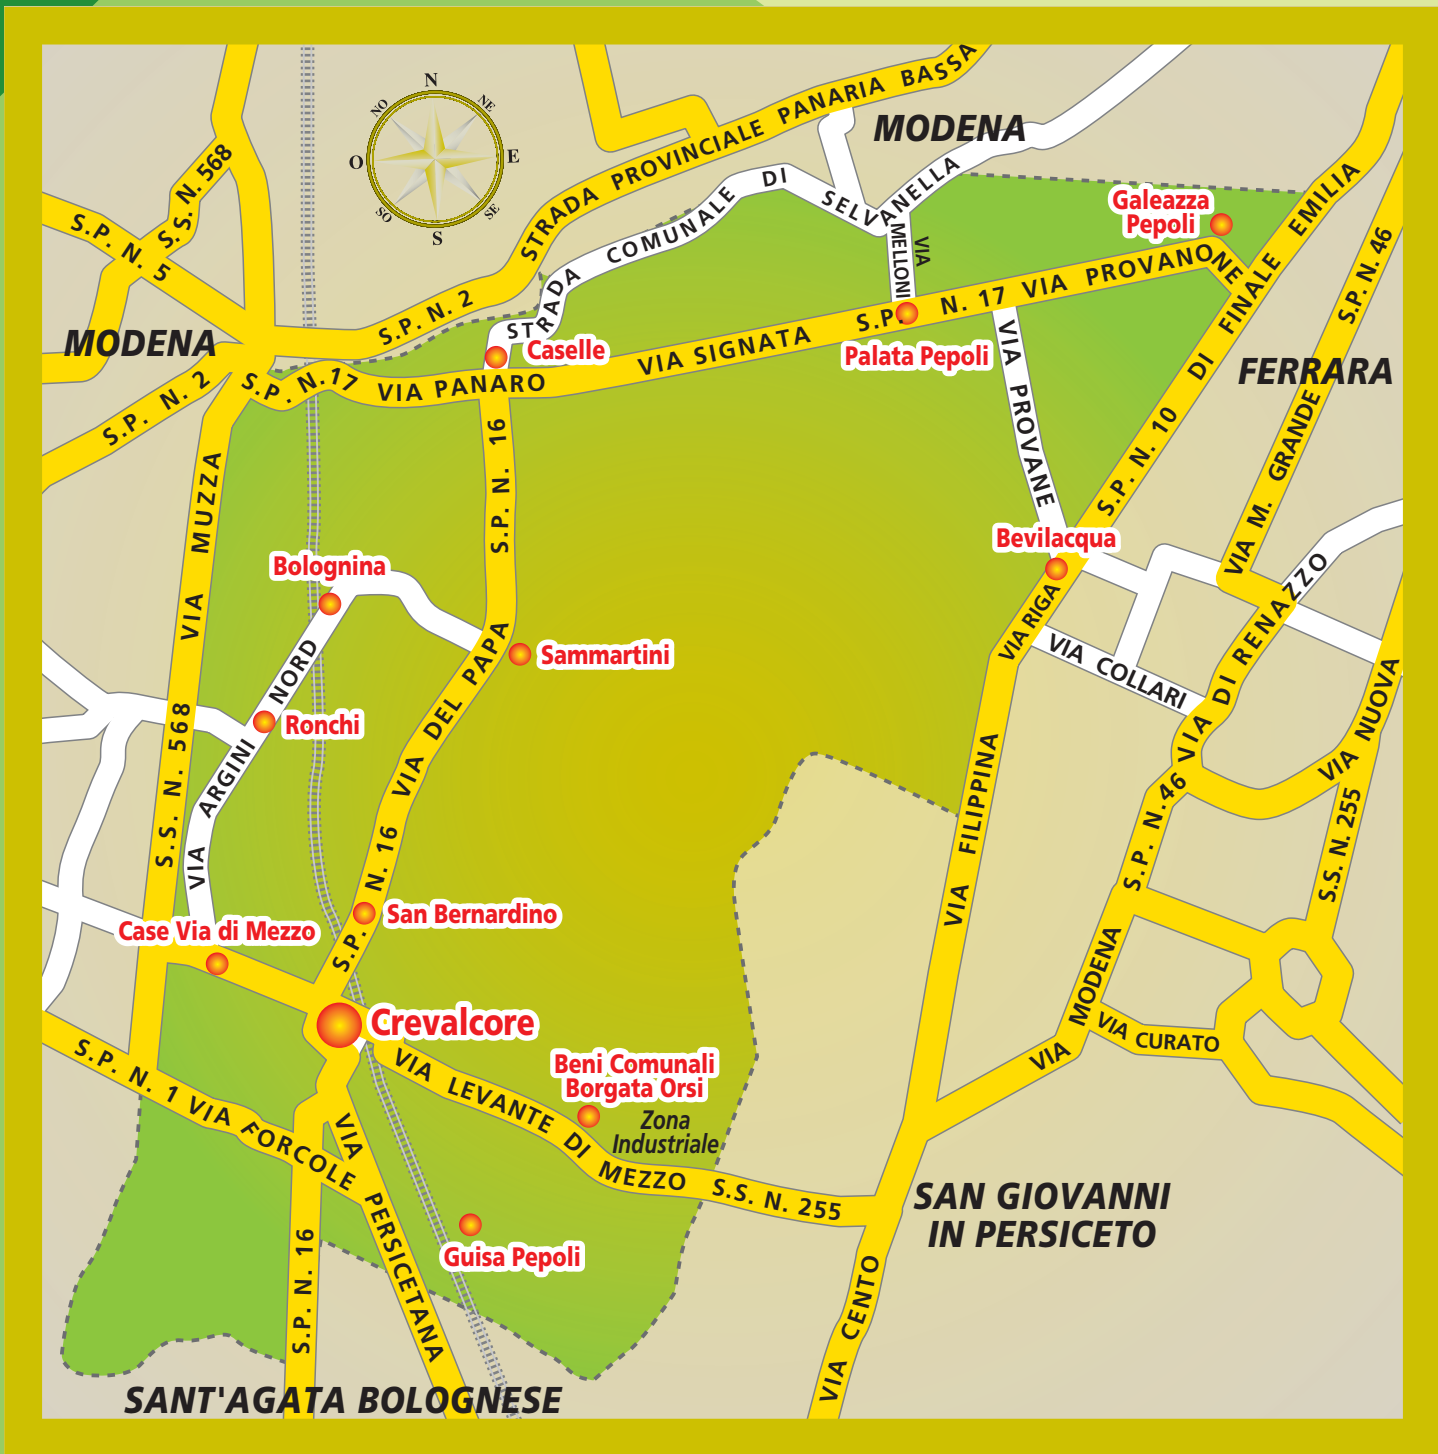 N
NO
NE
O
E
SO
SE
S
S.S. N. 568
S.P. N. 5
MODENA
S.P. N. 2
S.P. N. 2
STRADA PROVINCIALE PANARIA BASSA
MODENA
STRADA COMUNALE DI SELVANELLA
VIA MELLONI
Galeazza
Pepoli
S.P. N. 17 VIA PANARO
VIA SIGNATA
S.P. N. 17 VIA PROVANONE
Caselle
Palata Pepoli
VIA PROVANE
S.P. N. 10 DI FINALE EMILIA
S.P. N. 46
FERRARA
VIA M. GRANDE
S.S. N. 568 VIA MUZZA
S.P. N. 16
Bolognina
Bevilacqua
VIA RIGA
VIA COLLARI
VIA DI RENAZZO
VIA NUOVA
S.S. N. 255
Sammartini
Ronchi
VIA ARGINI NORD
S.P. N. 16 VIA DEL PAPA
VIA FILIPPINA
VIA MODENA S.P. N. 46
San Bernardino
Case Via di Mezzo
Crevalcore
VIA CURATO
S.P. N. 1 VIA FORCOLE
VIA LEVANTE DI MEZZO S.S. N. 255
Beni Comunali
Borgata Orsi
Zona
Industriale
VIA PERSICETANA
S.P. N. 16
Guisa Pepoli
SAN GIOVANNI
IN PERSICETO
VIA CENTO
SANT'AGATA BOLOGNESE